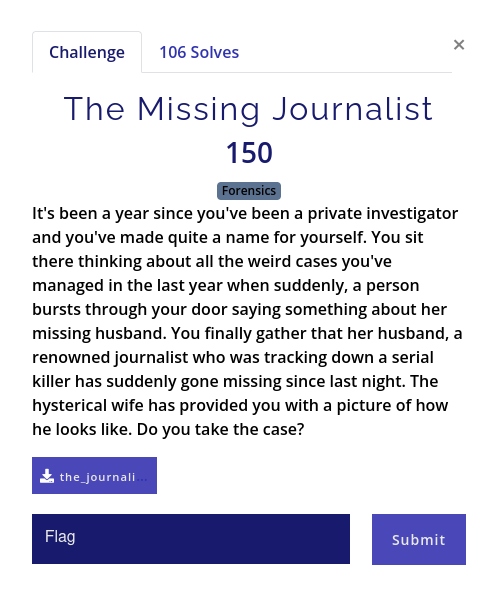 Challenge
106 Solves
×
The Missing Journalist
150
Forensics
It's been a year since you've been a private investigator
and you've made quite a name for yourself. You sit
there thinking about all the weird cases you've
managed in the last year when suddenly, a person
bursts through your door saying something about her
missing husband. You finally gather that her husband, a
renowned journalist who was tracking down a serial
killer has suddenly gone missing since last night. The
hysterical wife has provided you with a picture of how
he looks like. Do you take the case?
the_journali...
Flag
Submit